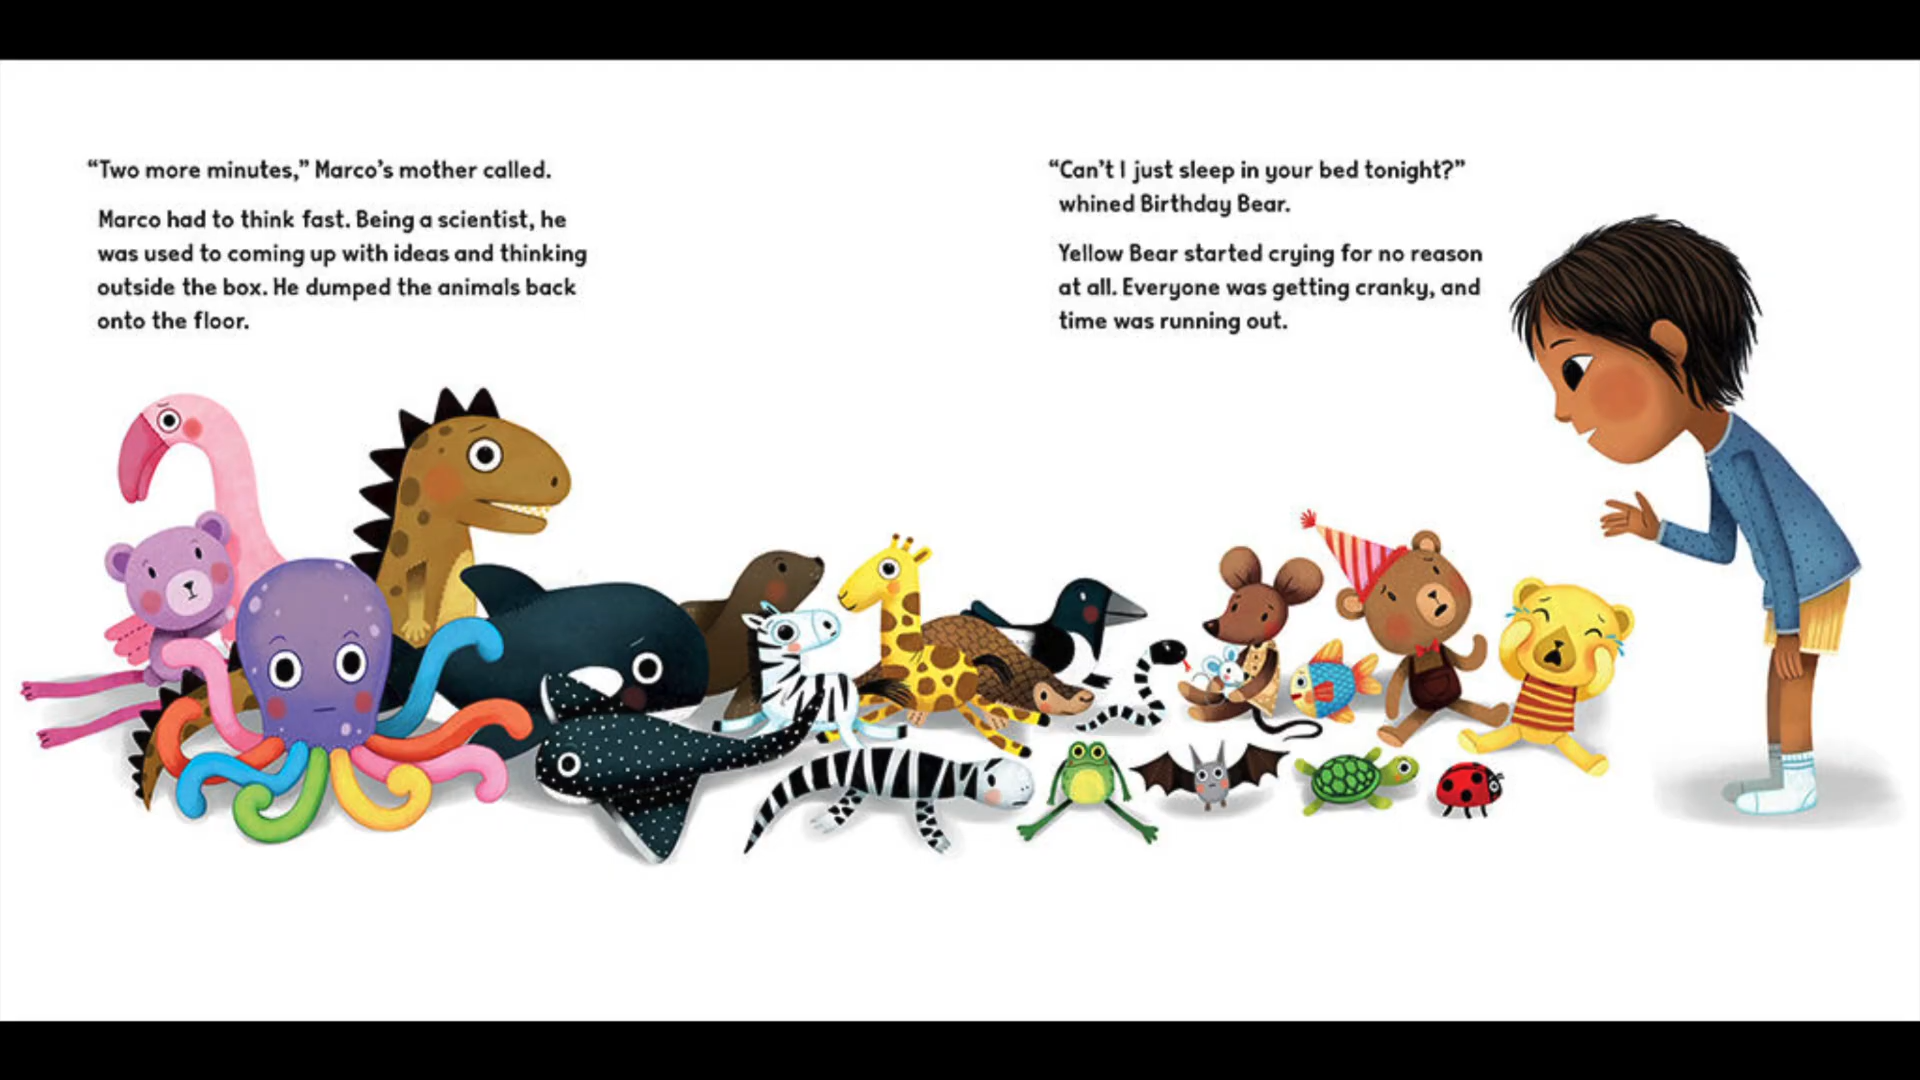 “Two more minutes,” Marco’s mother called.
Marco had to think fast. Being a scientist, he
was used to coming up with ideas and thinking
outside the box. He dumped the animals back
onto the floor.
“Can’t I just sleep in your bed tonight?”
whined Birthday Bear.
Yellow Bear started crying for no reason
at all. Everyone was getting cranky, and
time was running out.